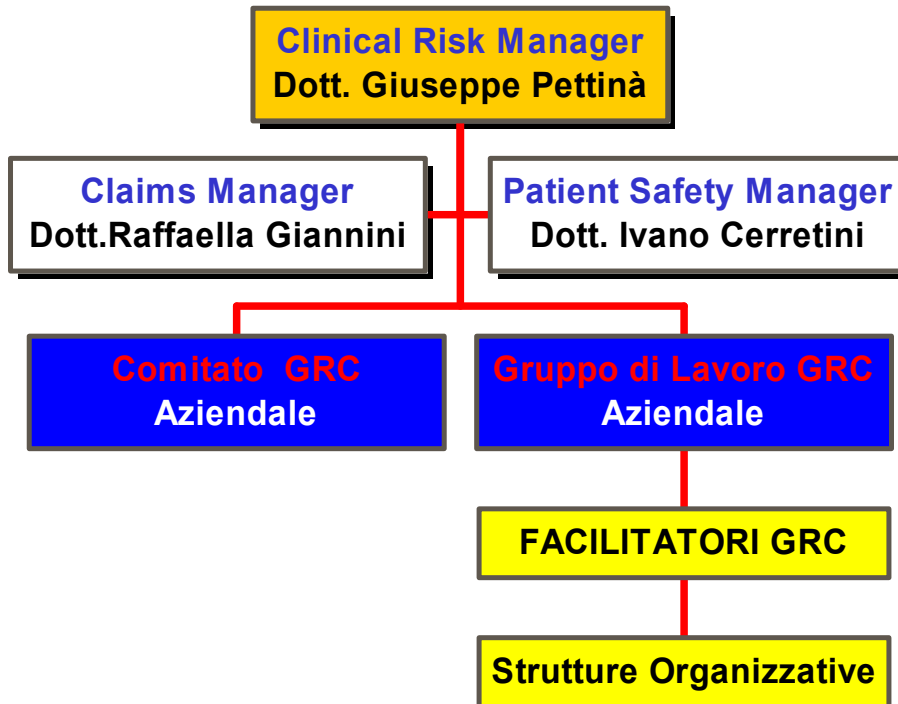 Clinical Risk Manager
Dott. Giuseppe Pettinà
Claims Manager
Dott.Raffaella Giannini
Patient Safety Manager
Dott. Ivano Cerretini
Comitato GRC
Aziendale
Gruppo di Lavoro GRC
Aziendale
FACILITATORI GRC
Strutture Organizzative